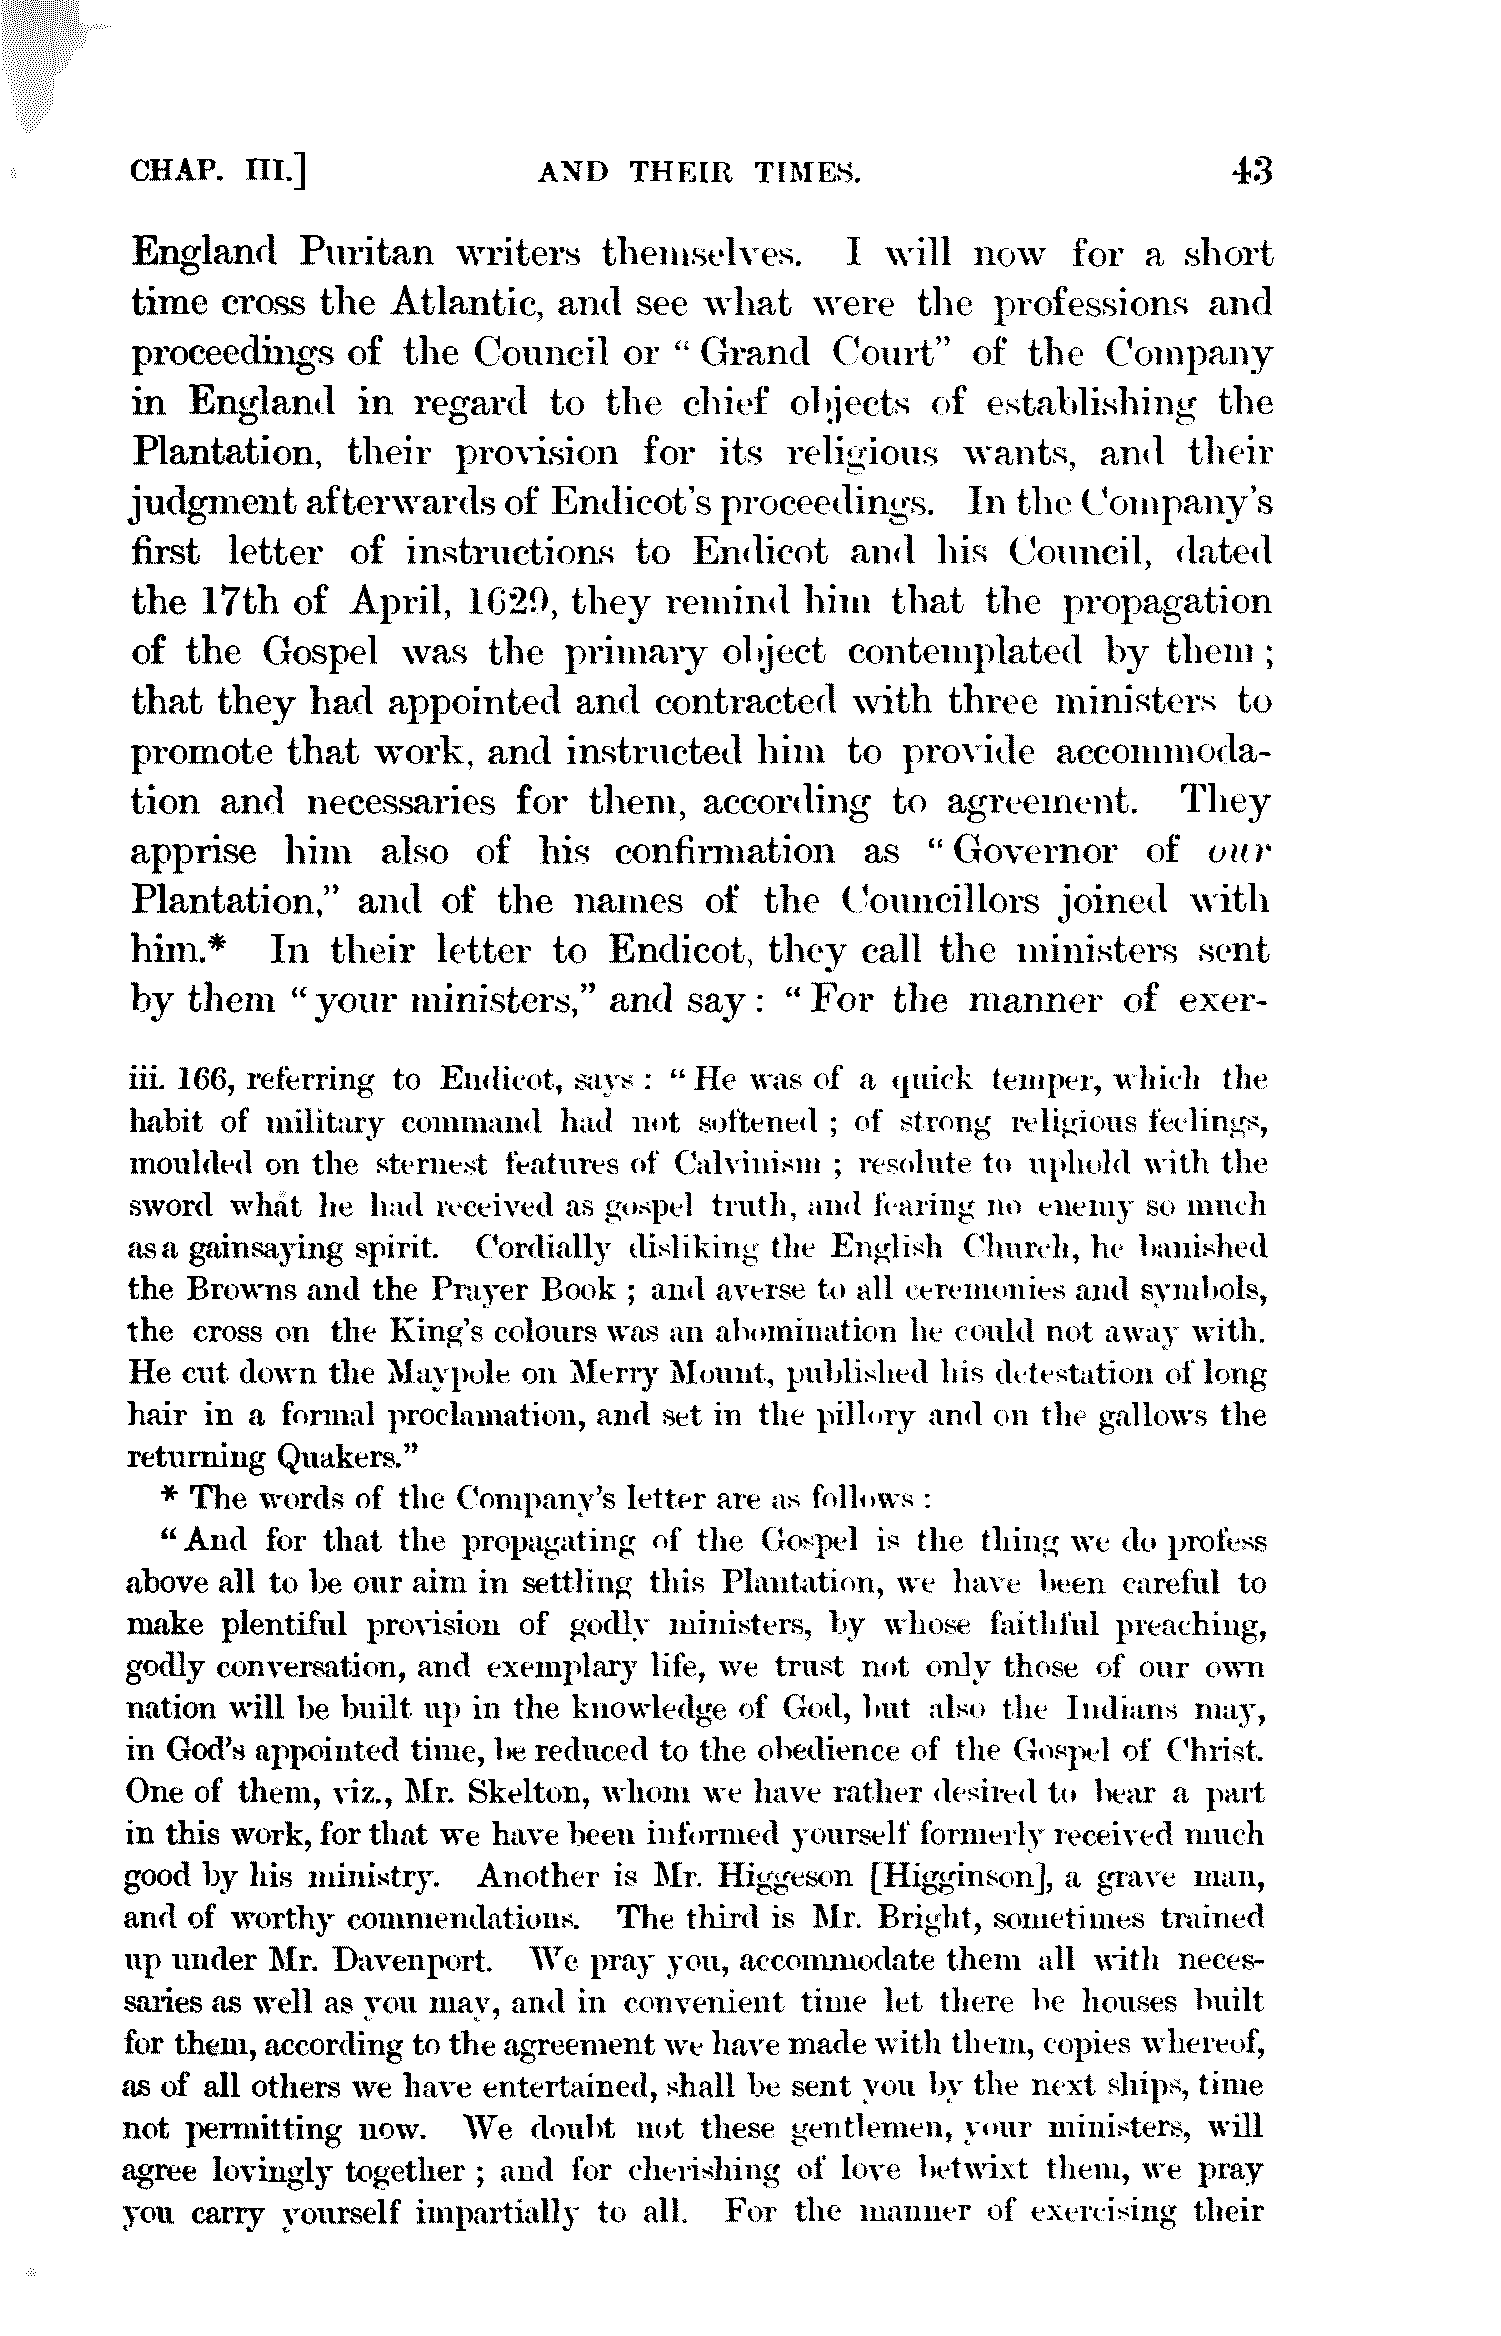 CHAP. III.] AND THEIR TIMES. 43
England Puritan writers themselves. I will now for a short
time cross the Atlantic, and see what were the professions and
proceedings of the Council or “Grand Court” of the Company
in England in regard to the chief objects of establishing the
Plantation, their provision for its religious wants, and their
judgment afterwards of Endicot's proceedings. In the Company's
first letter of instructions to Endicot and his Council, dated
the 17th of April, 1629, they remind him that the propagation
of the Gospel was the primary object contemplated by them ;
that they had appointed and contracted with three ministers to
promote that work, and instructed him to provide accommoda-
tion and necessaries for them, according to agreement. They
apprise him also of his confirmation as “Governor of our
Plantation,” and of the names of the Councillors joined with
him.* In their letter to Endicot, they call the ministers sent
by them “your ministers,” and say : “For the manner of exer-
iii. 166, referring to Endicot, says : “He was of a quick temper, which the
habit of military command had not softened ; of strong religious feelings,
moulded on the sternest features of Calvinism ; resolute to uphold with the
sword what he had received as gospel truth, and fearing no enemy so much
as a gainsaying spirit. Cordially disliking the English Church, he banished
the Browns and the Prayer Book ; and averse to all ceremonies and symbols,
the cross on the King's colours was an abomination he could not away with.
He cut down the Maypole on Merry Mount, published his detestation of long
hair in a formal proclamation, and set in the pillory and on the gallows the
returning Quakers.”
* The words of the Company's letter are as follows :
“And for that the propagating of the Gospel is the thing we do profess
above all to be our aim in settling this Plantation, we have been careful to
make plentiful provision of godly ministers, by whose faithful preaching,
godly conversation, and exemplary life, we trust not only those of our own
nation will be built up in the knowledge of God, but also the Indians may,
in God's appointed time, be reduced to the obedience of the Gospel of Christ.
One of them, viz., Mr. Skelton, whom we have rather desired to bear a part
in this work, for that we have been informed yourself formerly received much
good by his ministry. Another is Mr. Higgeson [Higginson], a grave man,
and of worthy commendations. The third is Mr. Bright, sometimes trained
up under Mr. Davenport. We pray you, accommodate them all with neces-
saries as well as you may, and in convenient time let there be houses built
for them, according to the agreement we have made with them, copies whereof,
as of all others we have entertained, shall be sent you by the next ships, time
not permitting now. We doubt not these gentlemen, your ministers, will
agree lovingly together ; and for cherishing of love betwixt them, we pray
you carry yourself impartially to all. For the manner of exercising their